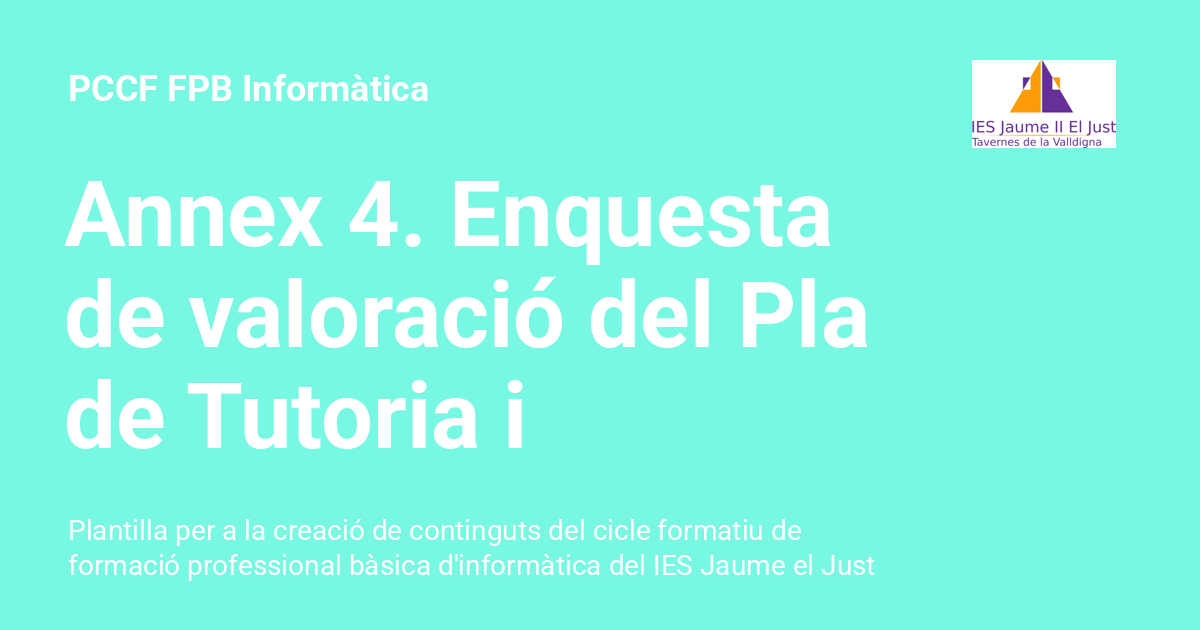 PCCF FPB Informàtica
IES Jaume II El Just
Tavernes de la Valldigna
Annex 4. Enquesta
de valoració del Pla
de Tutoria i
Plantilla per a la creació de continguts del cicle formatiu de
formació professional bàsica d'informàtica del IES Jaume el Just